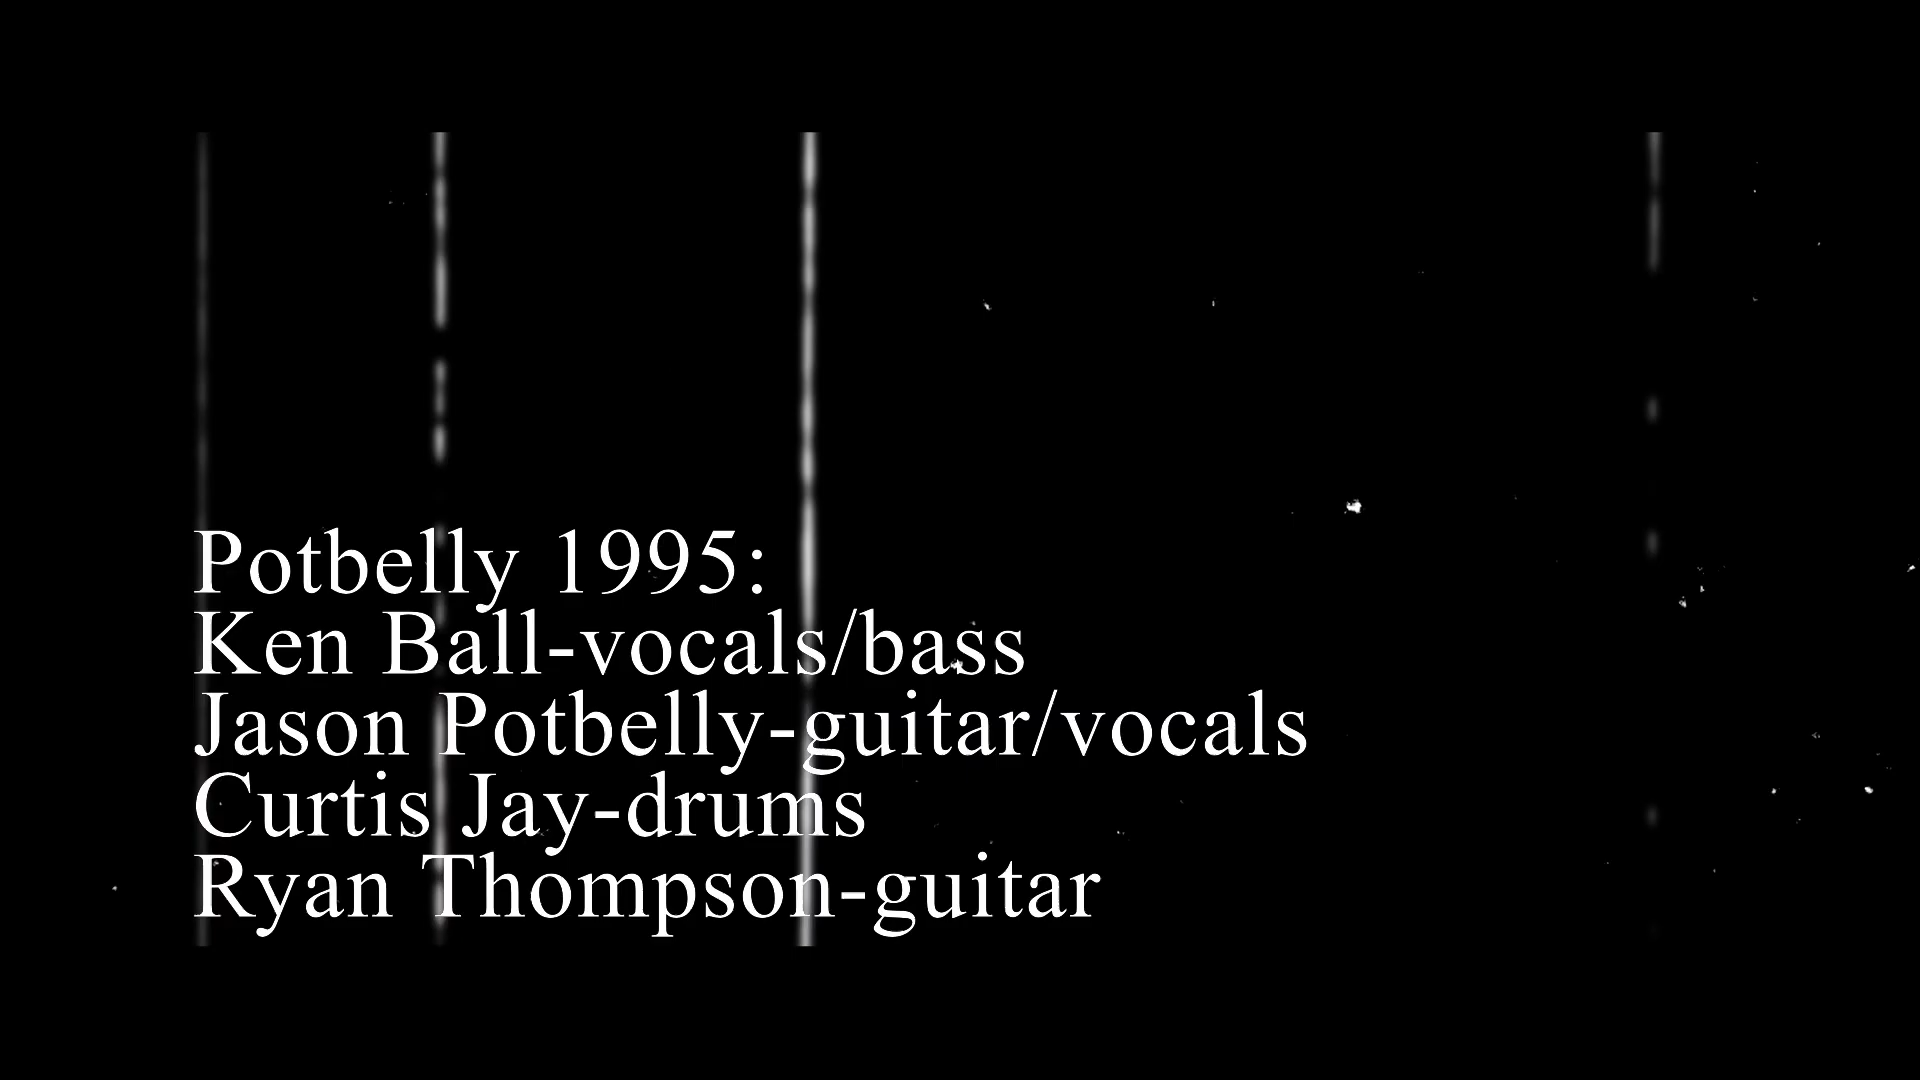 Potbelly 1995:
Ken Ball-vocals/bass
Jason Potbelly-guitar/vocals
Curtis Jay-drums
Ryan Thompson-guitar